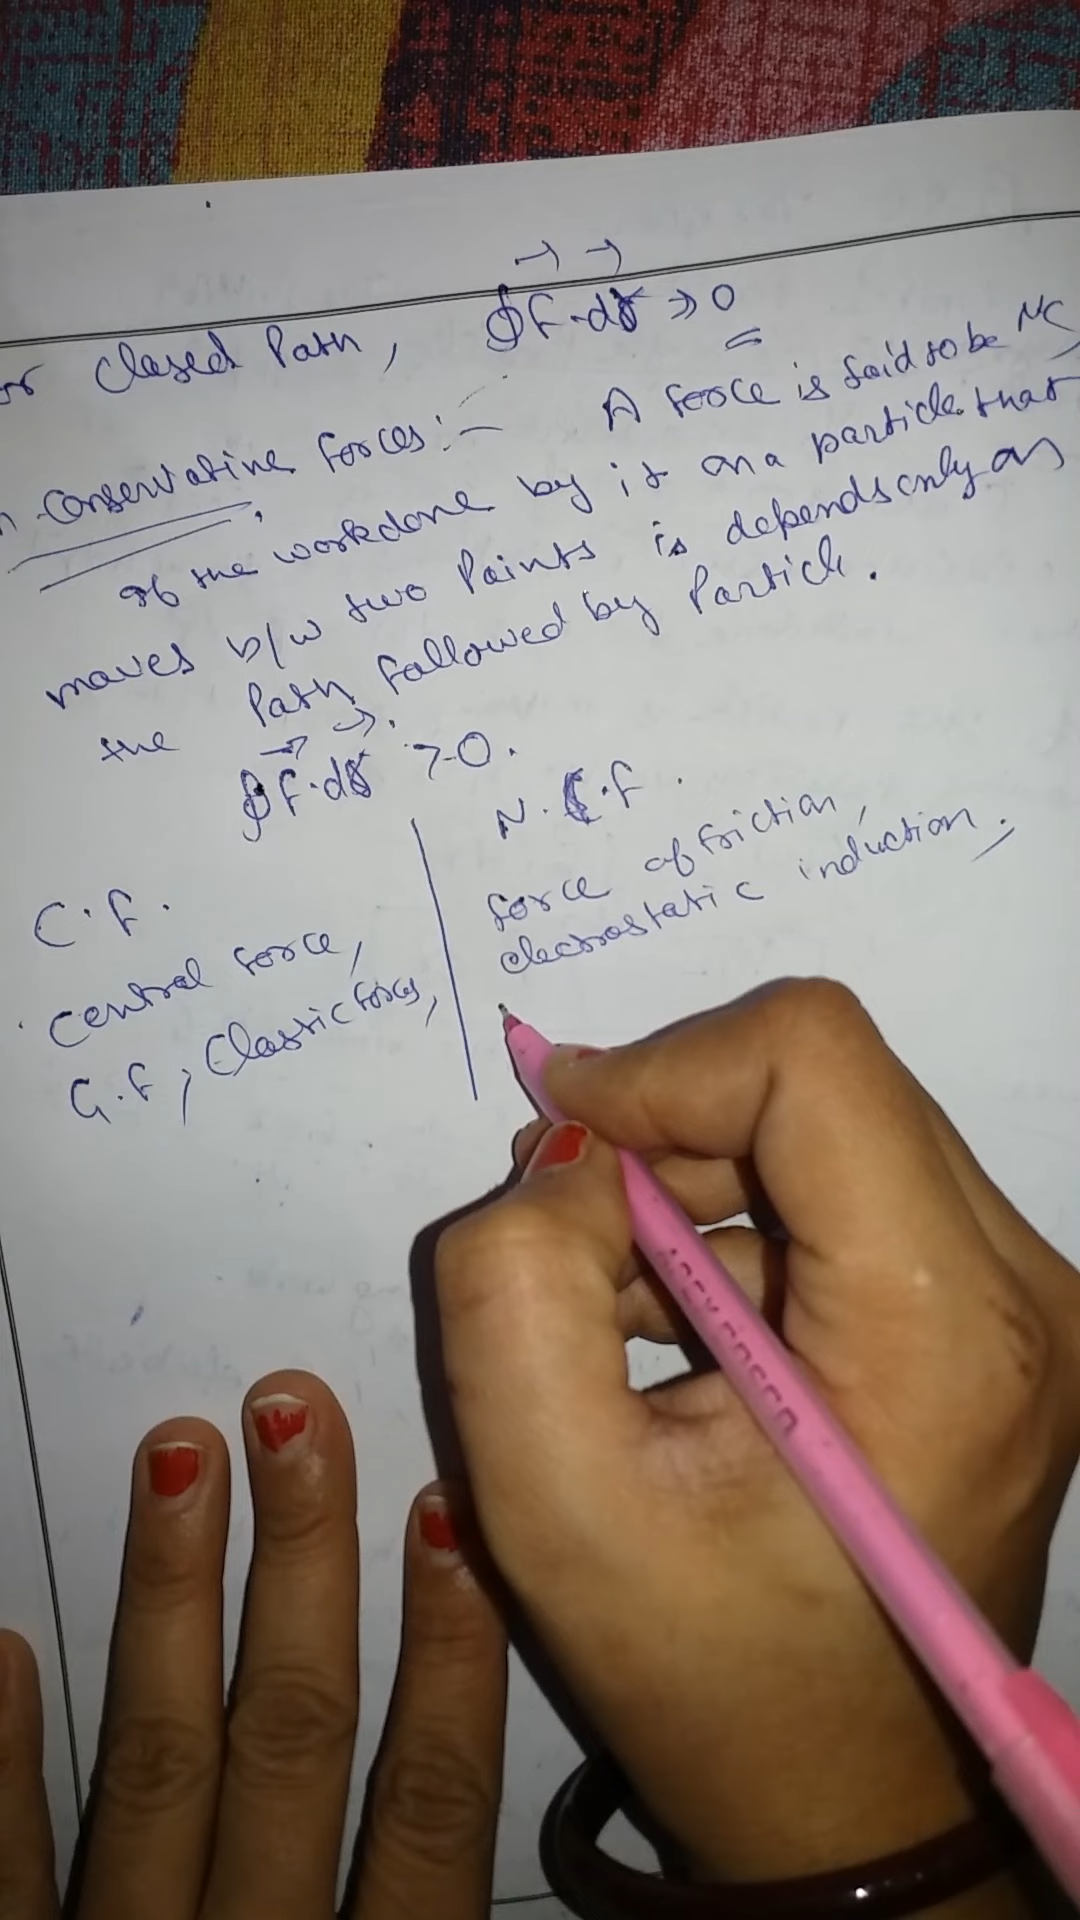 or Closed Path, ∮F⃗·dr⃗ ⇒ 0
n-Conservative forces:- A force is said to be NC
If the workdone by it on a particle that
moves b/w two Points is depends only on
the Path followed by Particle.
∮F⃗·dr⃗ > 0.
C.F.
Central force,
G.F, Elastic forces,
N.C.F.
force of friction,
electrostatic induction.